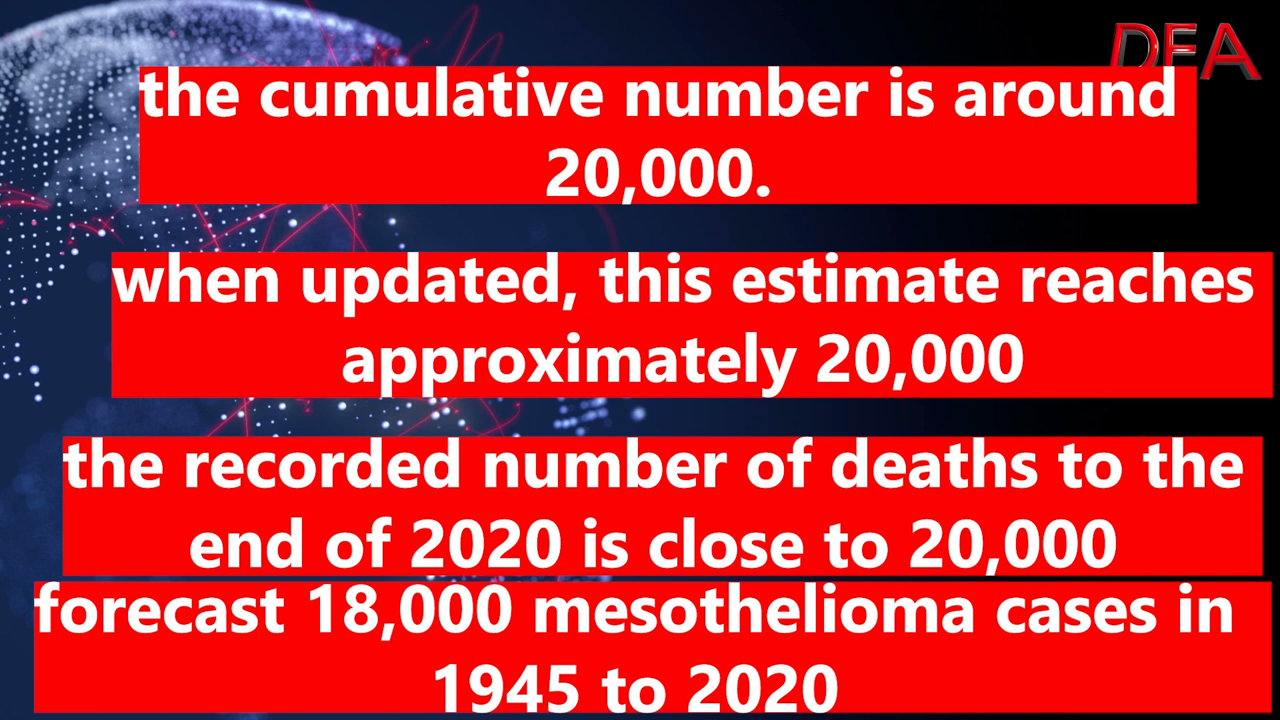 DFA
the cumulative number is around
20,000.
when updated, this estimate reaches
approximately 20,000
the recorded number of deaths to the
end of 2020 is close to 20,000
forecast 18,000 mesothelioma cases in
1945 to 2020